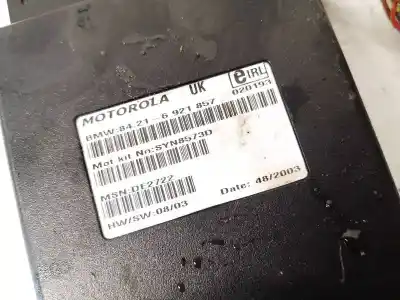 MOTOROLA UK e IRL
020193
BMW:84.21-6 921 857
Mot kit No:SYN8573D
MSN:DE2722
HW/SW:08/03 Date: 48/2003